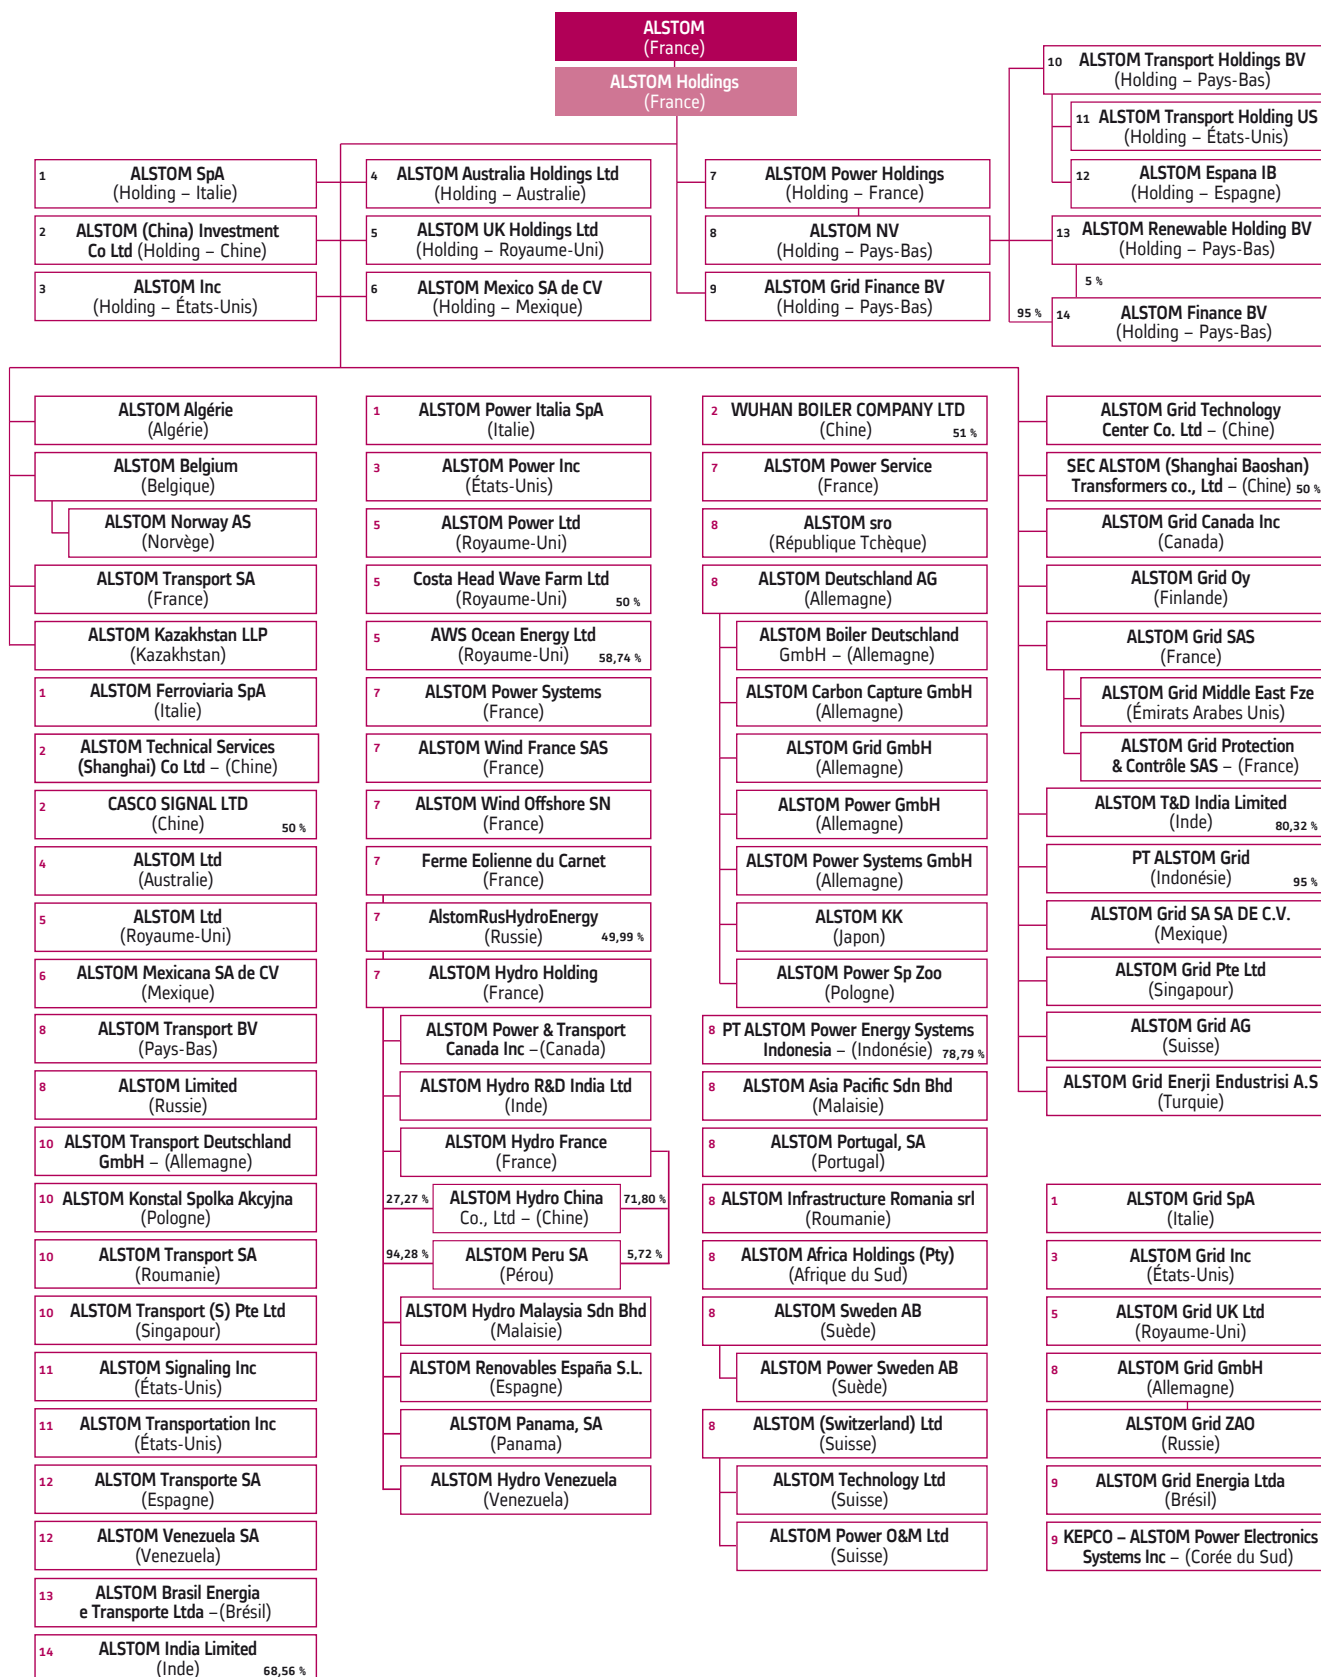 ALSTOM
(France)
ALSTOM Holdings
(France)
1 ALSTOM SpA
(Holding – Italie)
2 ALSTOM (China) Investment
Co Ltd (Holding – Chine)
3 ALSTOM Inc
(Holding – États-Unis)
4 ALSTOM Australia Holdings Ltd
(Holding – Australie)
5 ALSTOM UK Holdings Ltd
(Holding – Royaume-Uni)
6 ALSTOM Mexico SA de CV
(Holding – Mexique)
7 ALSTOM Power Holdings
(Holding – France)
8 ALSTOM NV
(Holding – Pays-Bas)
9 ALSTOM Grid Finance BV
(Holding – Pays-Bas)
10 ALSTOM Transport Holdings BV
(Holding – Pays-Bas)
11 ALSTOM Transport Holding US
(Holding – États-Unis)
12 ALSTOM Espana IB
(Holding – Espagne)
13 ALSTOM Renewable Holding BV
(Holding – Pays-Bas)
5 %
95 %
14 ALSTOM Finance BV
(Holding – Pays-Bas)
ALSTOM Algérie
(Algérie)
ALSTOM Belgium
(Belgique)
ALSTOM Norway AS
(Norvège)
ALSTOM Transport SA
(France)
ALSTOM Kazakhstan LLP
(Kazakhstan)
1 ALSTOM Ferroviaria SpA
(Italie)
2 ALSTOM Technical Services
(Shanghai) Co Ltd – (Chine)
2 CASCO SIGNAL LTD
(Chine) 50 %
4 ALSTOM Ltd
(Australie)
5 ALSTOM Ltd
(Royaume-Uni)
6 ALSTOM Mexicana SA de CV
(Mexique)
8 ALSTOM Transport BV
(Pays-Bas)
8 ALSTOM Limited
(Russie)
10 ALSTOM Transport Deutschland
GmbH – (Allemagne)
10 ALSTOM Konstal Spolka Akcyjna
(Pologne)
10 ALSTOM Transport SA
(Roumanie)
10 ALSTOM Transport (S) Pte Ltd
(Singapour)
11 ALSTOM Signaling Inc
(États-Unis)
11 ALSTOM Transportation Inc
(États-Unis)
12 ALSTOM Transporte SA
(Espagne)
12 ALSTOM Venezuela SA
(Venezuela)
13 ALSTOM Brasil Energia
e Transporte Ltda –(Brésil)
14 ALSTOM India Limited
(Inde) 68,56 %
1 ALSTOM Power Italia SpA
(Italie)
3 ALSTOM Power Inc
(États-Unis)
5 ALSTOM Power Ltd
(Royaume-Uni)
5 Costa Head Wave Farm Ltd
(Royaume-Uni) 50 %
5 AWS Ocean Energy Ltd
(Royaume-Uni) 58,74 %
7 ALSTOM Power Systems
(France)
7 ALSTOM Wind France SAS
(France)
7 ALSTOM Wind Offshore SN
(France)
7 Ferme Eolienne du Carnet
(France)
7 AlstomRusHydroEnergy
(Russie) 49,99 %
7 ALSTOM Hydro Holding
(France)
ALSTOM Power & Transport
Canada Inc –(Canada)
ALSTOM Hydro R&D India Ltd
(Inde)
ALSTOM Hydro France
(France)
27,27 % ALSTOM Hydro China 71,80 %
Co., Ltd – (Chine)
94,28 % ALSTOM Peru SA 5,72 %
(Pérou)
ALSTOM Hydro Malaysia Sdn Bhd
(Malaisie)
ALSTOM Renovables España S.L.
(Espagne)
ALSTOM Panama, SA
(Panama)
ALSTOM Hydro Venezuela
(Venezuela)
2 WUHAN BOILER COMPANY LTD
(Chine) 51 %
7 ALSTOM Power Service
(France)
8 ALSTOM sro
(République Tchèque)
8 ALSTOM Deutschland AG
(Allemagne)
ALSTOM Boiler Deutschland
GmbH – (Allemagne)
ALSTOM Carbon Capture GmbH
(Allemagne)
ALSTOM Grid GmbH
(Allemagne)
ALSTOM Power GmbH
(Allemagne)
ALSTOM Power Systems GmbH
(Allemagne)
ALSTOM KK
(Japon)
ALSTOM Power Sp Zoo
(Pologne)
8 PT ALSTOM Power Energy Systems
Indonesia – (Indonésie) 78,79 %
8 ALSTOM Asia Pacific Sdn Bhd
(Malaisie)
8 ALSTOM Portugal, SA
(Portugal)
8 ALSTOM Infrastructure Romania srl
(Roumanie)
8 ALSTOM Africa Holdings (Pty)
(Afrique du Sud)
8 ALSTOM Sweden AB
(Suède)
ALSTOM Power Sweden AB
(Suède)
8 ALSTOM (Switzerland) Ltd
(Suisse)
ALSTOM Technology Ltd
(Suisse)
ALSTOM Power O&M Ltd
(Suisse)
ALSTOM Grid Technology
Center Co. Ltd – (Chine)
SEC ALSTOM (Shanghai Baoshan)
Transformers co., Ltd – (Chine) 50 %
ALSTOM Grid Canada Inc
(Canada)
ALSTOM Grid Oy
(Finlande)
ALSTOM Grid SAS
(France)
ALSTOM Grid Middle East Fze
(Émirats Arabes Unis)
ALSTOM Grid Protection
& Contrôle SAS – (France)
ALSTOM T&D India Limited
(Inde) 80,32 %
PT ALSTOM Grid
(Indonésie) 95 %
ALSTOM Grid SA SA DE C.V.
(Mexique)
ALSTOM Grid Pte Ltd
(Singapour)
ALSTOM Grid AG
(Suisse)
ALSTOM Grid Enerji Endustrisi A.S
(Turquie)
1 ALSTOM Grid SpA
(Italie)
3 ALSTOM Grid Inc
(États-Unis)
5 ALSTOM Grid UK Ltd
(Royaume-Uni)
8 ALSTOM Grid GmbH
(Allemagne)
ALSTOM Grid ZAO
(Russie)
9 ALSTOM Grid Energia Ltda
(Brésil)
9 KEPCO – ALSTOM Power Electronics
Systems Inc – (Corée du Sud)